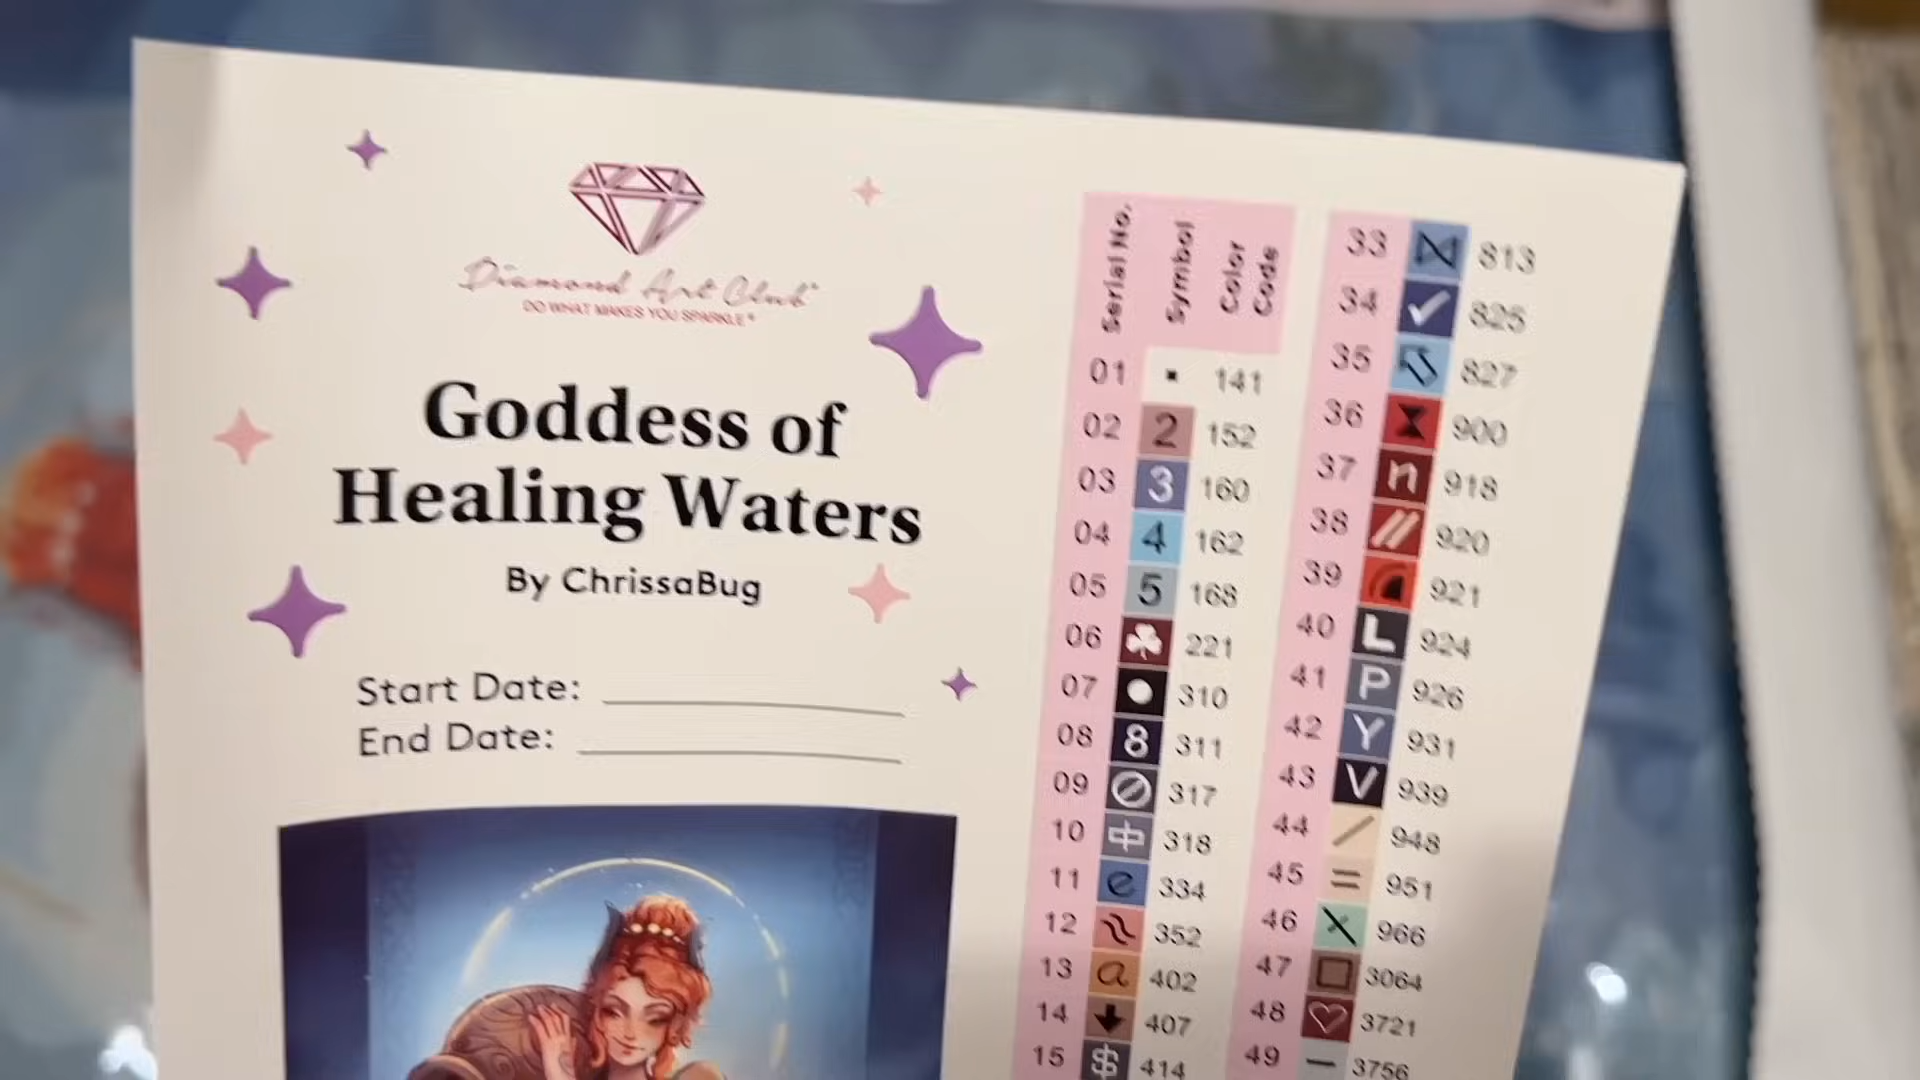 Diamond Art Club
DO WHAT MAKES YOU SPARKLE®
Goddess of
Healing Waters
By ChrissaBug
Start Date:
End Date:
Serial No. Symbol Color Code
01 ▪ 141
02 2 152
03 3 160
04 4 162
05 5 168
06 ☘ 221
07 ● 310
08 8 311
09 ⊘ 317
10 中 318
11 e 334
12 352
13 a 402
14 ⬇ 407
15 $ 414
33 ⋈ 813
34 ✓ 825
35 827
36 ⧗ 900
37 n 918
38 // 920
39 921
40 L 924
41 P 926
42 Y 931
43 V 939
44 / 948
45 = 951
46 \ 966
47 □ 3064
48 ♡ 3721
49 — 3756